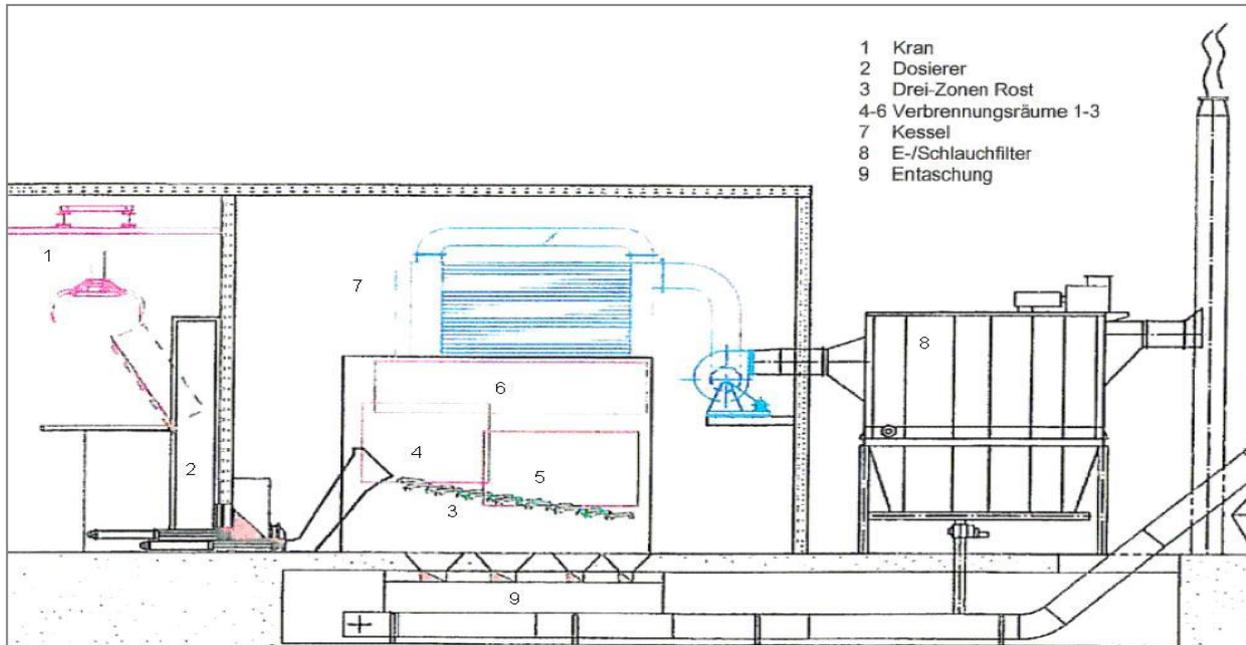 1 Kran
2 Dosierer
3 Drei-Zonen Rost
4-6 Verbrennungsräume 1-3
7 Kessel
8 E-/Schlauchfilter
9 Entaschung
1
7
8
6
4
2
5
3
9